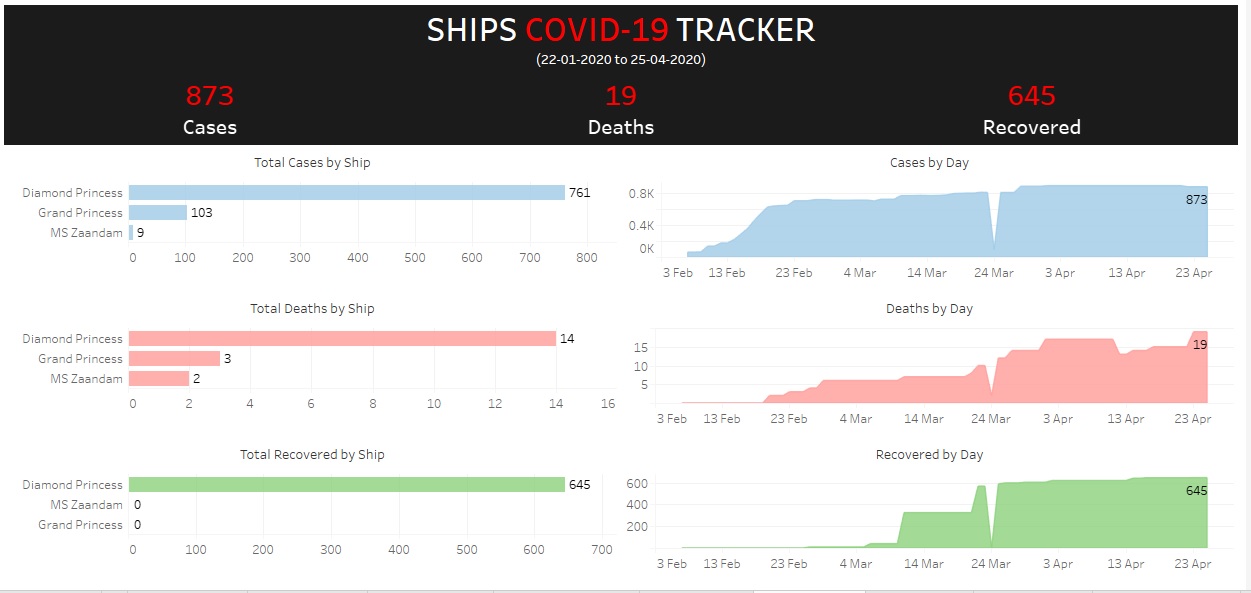 SHIPS COVID-19 TRACKER
(22-01-2020 to 25-04-2020)
873 19 645
Cases Deaths Recovered
Total Cases by Ship
Diamond Princess 761
Grand Princess 103
MS Zaandam 9
0 100 200 300 400 500 600 700 800
Cases by Day
0.8K
873
0.4K
0K
3 Feb 13 Feb 23 Feb 4 Mar 14 Mar 24 Mar 3 Apr 13 Apr 23 Apr
Total Deaths by Ship
Diamond Princess 14
Grand Princess 3
MS Zaandam 2
0 2 4 6 8 10 12 14 16
Deaths by Day
15 19
10
5
3 Feb 13 Feb 23 Feb 4 Mar 14 Mar 24 Mar 3 Apr 13 Apr 23 Apr
Total Recovered by Ship
Diamond Princess 645
MS Zaandam 0
Grand Princess 0
0 100 200 300 400 500 600 700
Recovered by Day
600 645
400
200
3 Feb 13 Feb 23 Feb 4 Mar 14 Mar 24 Mar 3 Apr 13 Apr 23 Apr